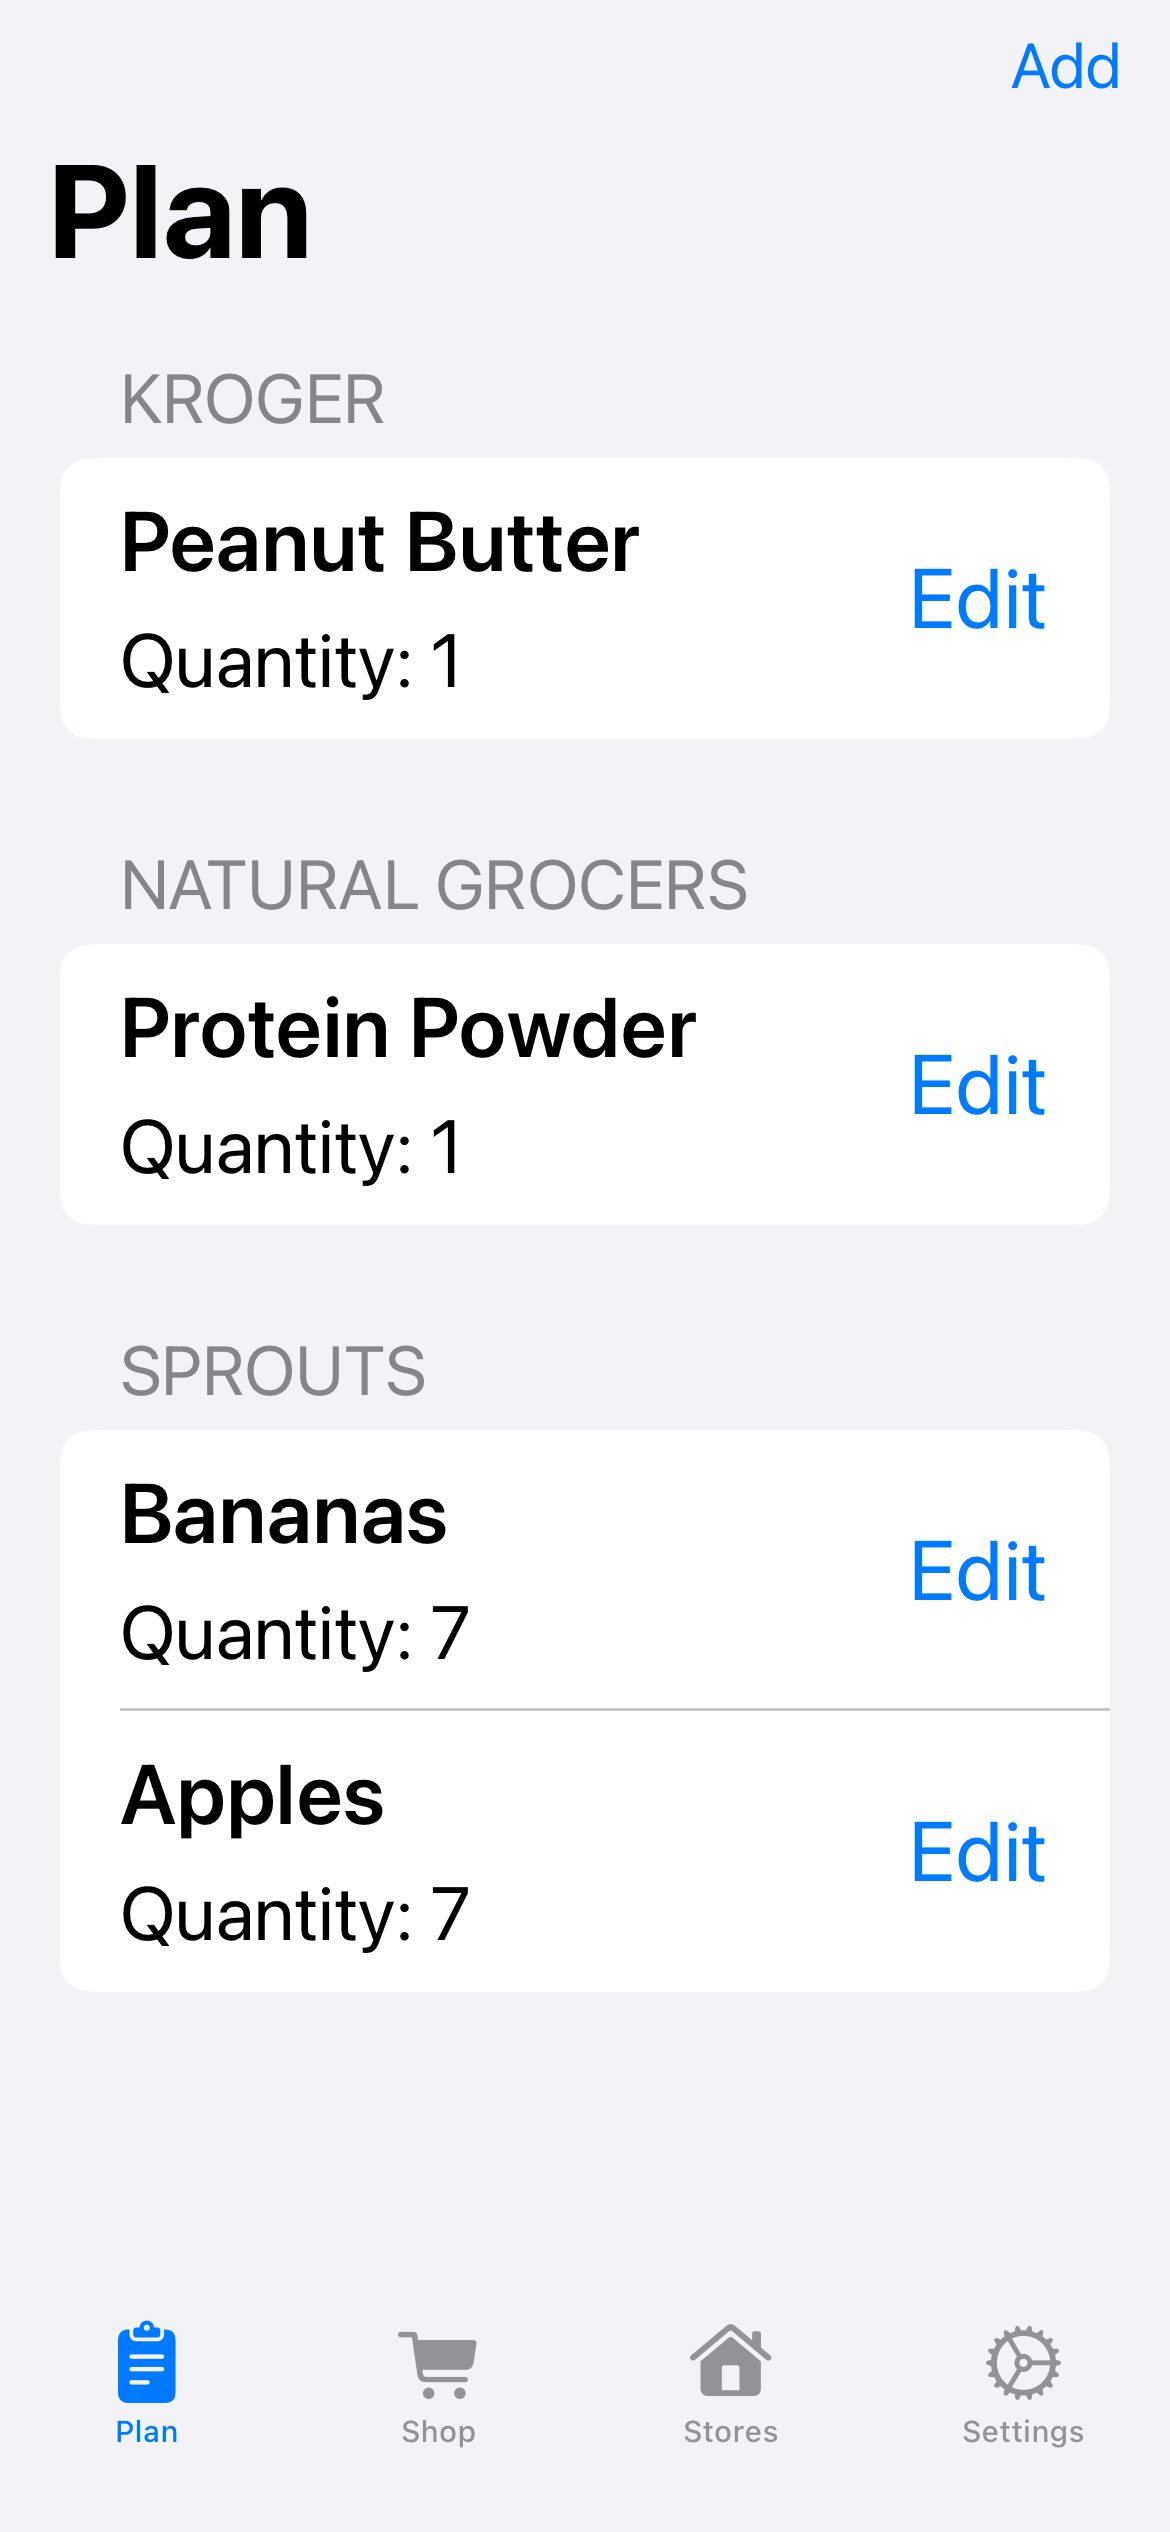 Add
Plan
KROGER
Peanut Butter
Edit
Quantity: 1
NATURAL GROCERS
Protein Powder
Edit
Quantity: 1
SPROUTS
Bananas
Edit
Quantity: 7
Apples
Edit
Quantity: 7
Plan Shop Stores Settings